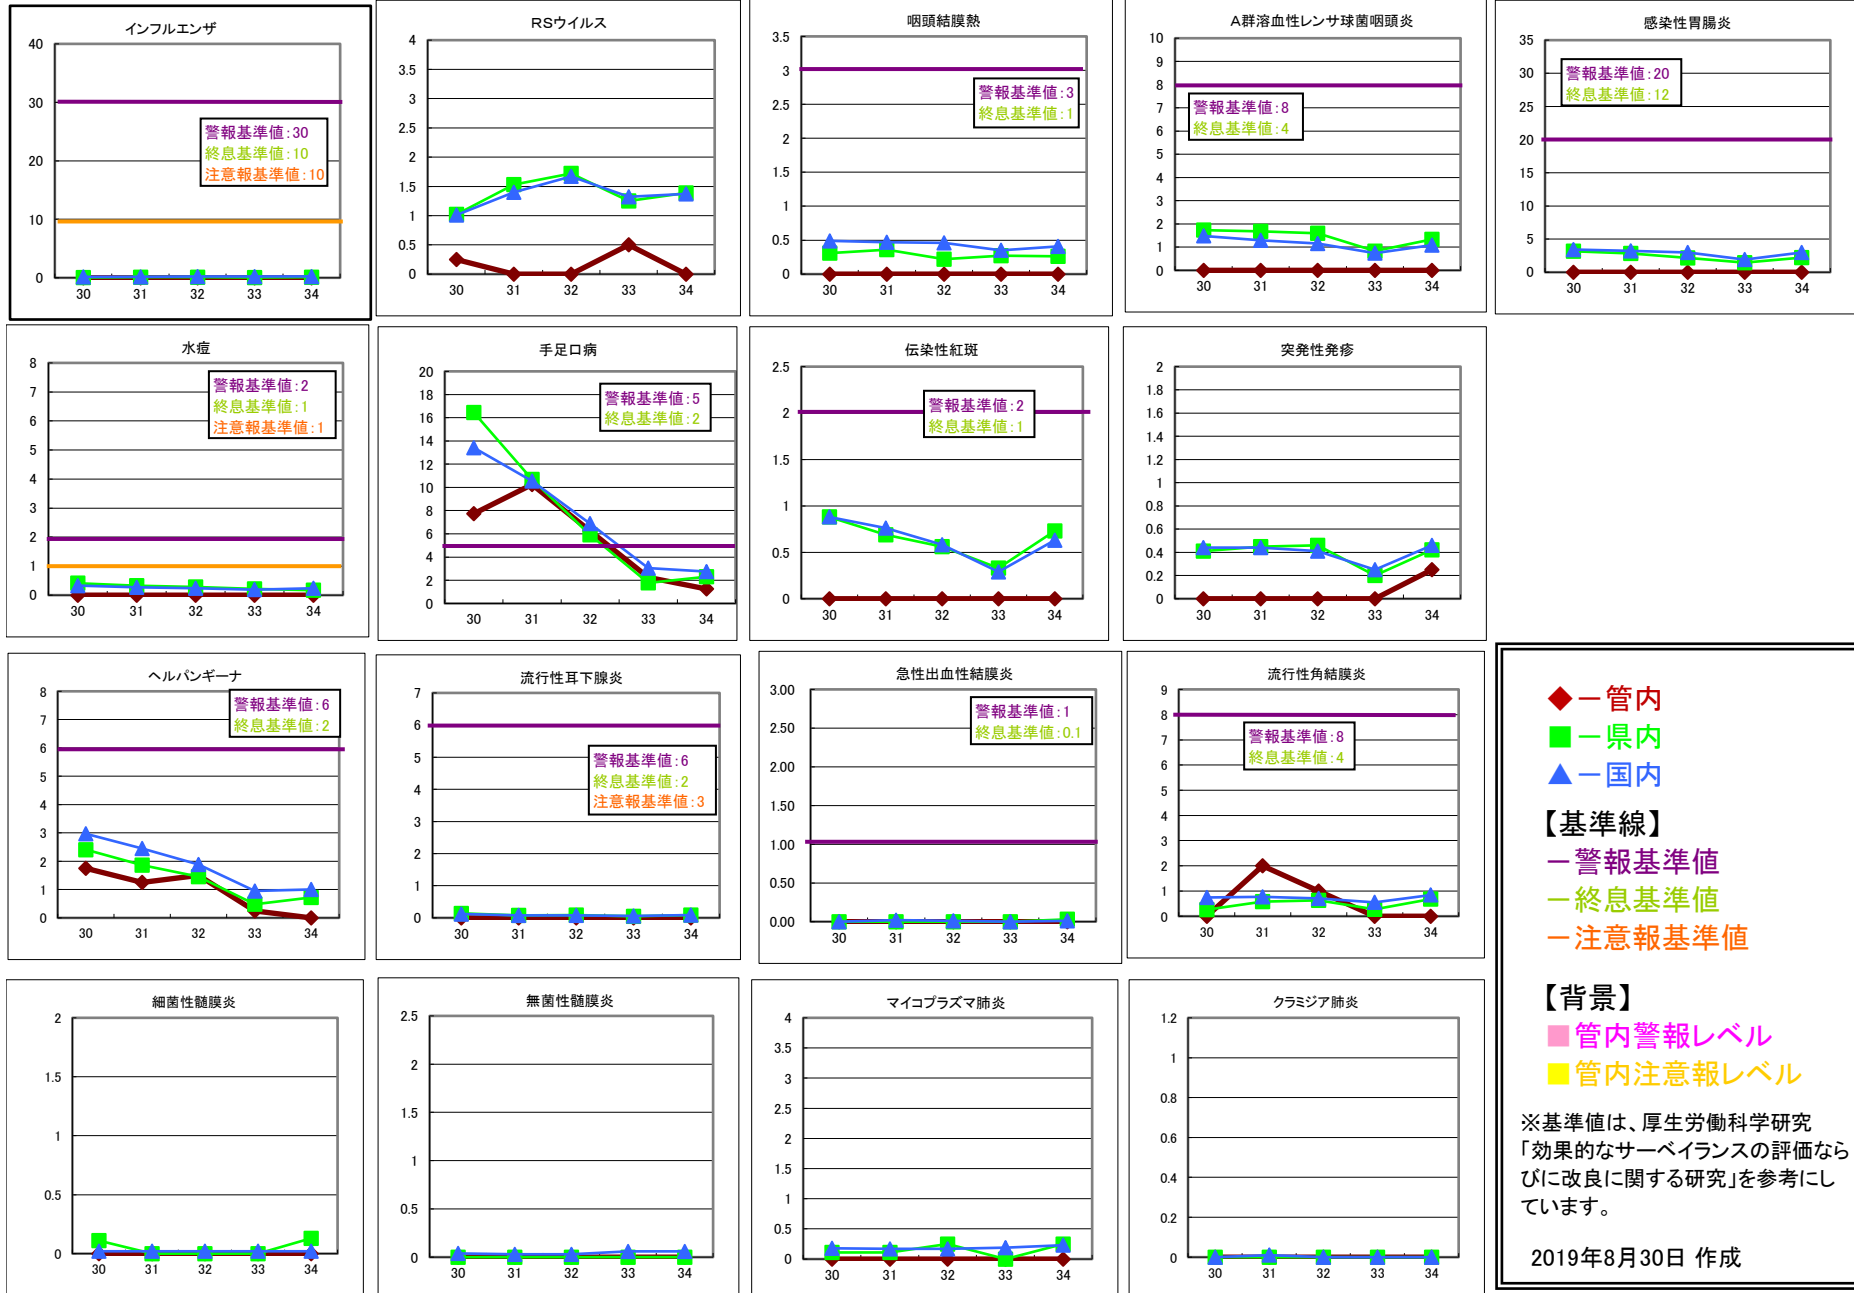 インフルエンザ
40
30
20
10
0
警報基準値:30
終息基準値:10
注意報基準値:10
30 31 32 33 34
RSウイルス
4
3.5
3
2.5
2
1.5
1
0.5
0
30 31 32 33 34
咽頭結膜熱
3.5
3
2.5
2
1.5
1
0.5
0
警報基準値:3
終息基準値:1
30 31 32 33 34
A群溶血性レンサ球菌咽頭炎
10
9
8
7
6
5
4
3
2
1
0
警報基準値:8
終息基準値:4
30 31 32 33 34
感染性胃腸炎
35
30
25
20
15
10
5
0
警報基準値:20
終息基準値:12
30 31 32 33 34
水痘
8
7
6
5
4
3
2
1
0
警報基準値:2
終息基準値:1
注意報基準値:1
30 31 32 33 34
手足口病
20
18
16
14
12
10
8
6
4
2
0
警報基準値:5
終息基準値:2
30 31 32 33 34
伝染性紅斑
2.5
2
1.5
1
0.5
0
警報基準値:2
終息基準値:1
30 31 32 33 34
突発性発疹
2
1.8
1.6
1.4
1.2
1
0.8
0.6
0.4
0.2
0
30 31 32 33 34
ヘルパンギーナ
8
7
6
5
4
3
2
1
0
警報基準値:6
終息基準値:2
30 31 32 33 34
流行性耳下腺炎
7
6
5
4
3
2
1
0
警報基準値:6
終息基準値:2
注意報基準値:3
30 31 32 33 34
急性出血性結膜炎
3.00
2.50
2.00
1.50
1.00
0.50
0.00
警報基準値:1
終息基準値:0.1
30 31 32 33 34
流行性角結膜炎
9
8
7
6
5
4
3
2
1
0
警報基準値:8
終息基準値:4
30 31 32 33 34
細菌性髄膜炎
2
1.5
1
0.5
0
30 31 32 33 34
無菌性髄膜炎
2.5
2
1.5
1
0.5
0
30 31 32 33 34
マイコプラズマ肺炎
4
3.5
3
2.5
2
1.5
1
0.5
0
30 31 32 33 34
クラミジア肺炎
1.2
1
0.8
0.6
0.4
0.2
0
30 31 32 33 34
◆ー管内
■ー県内
▲ー国内
【基準線】
ー警報基準値
ー終息基準値
ー注意報基準値
【背景】
■管内警報レベル
■管内注意報レベル
※基準値は、厚生労働科学研究
「効果的なサーベイランスの評価なら
びに改良に関する研究」を参考にし
ています。
2019年8月30日 作成